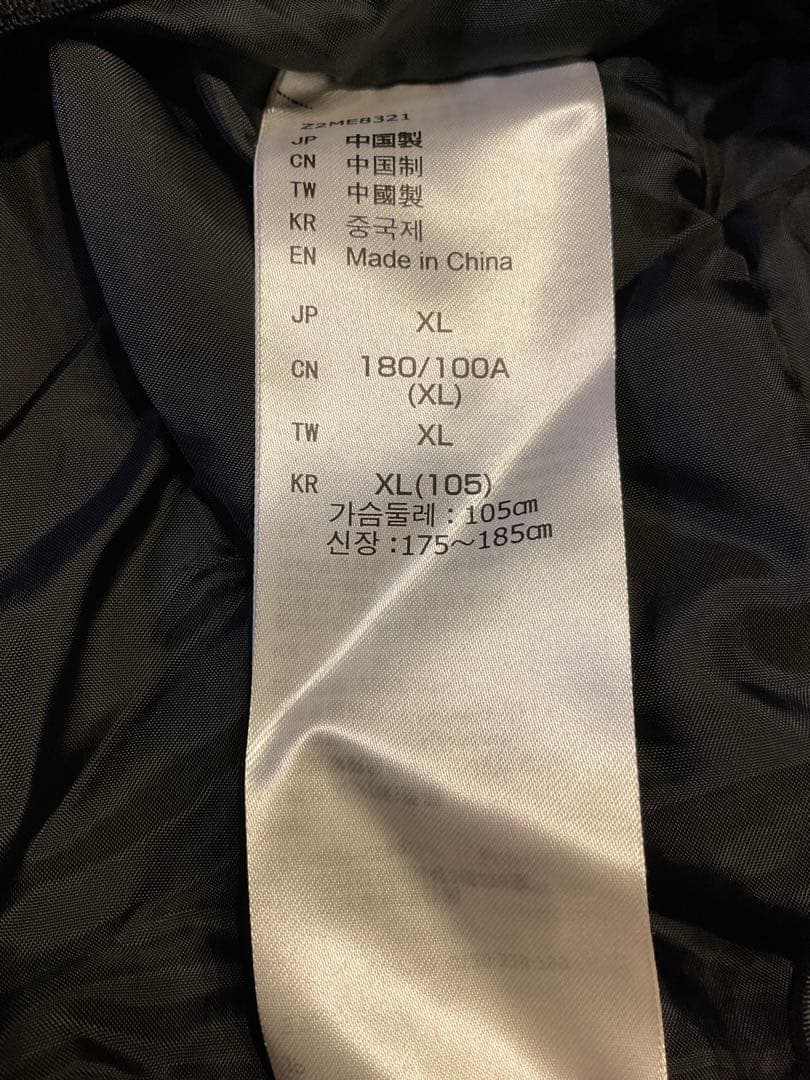 Z2ME8321
JP 中国製
CN 中国制
TW 中國製
KR 중국제
EN Made in China
JP XL
CN 180/100A
(XL)
TW XL
KR XL(105)
가슴둘레 : 105㎝
신장 :175～185㎝